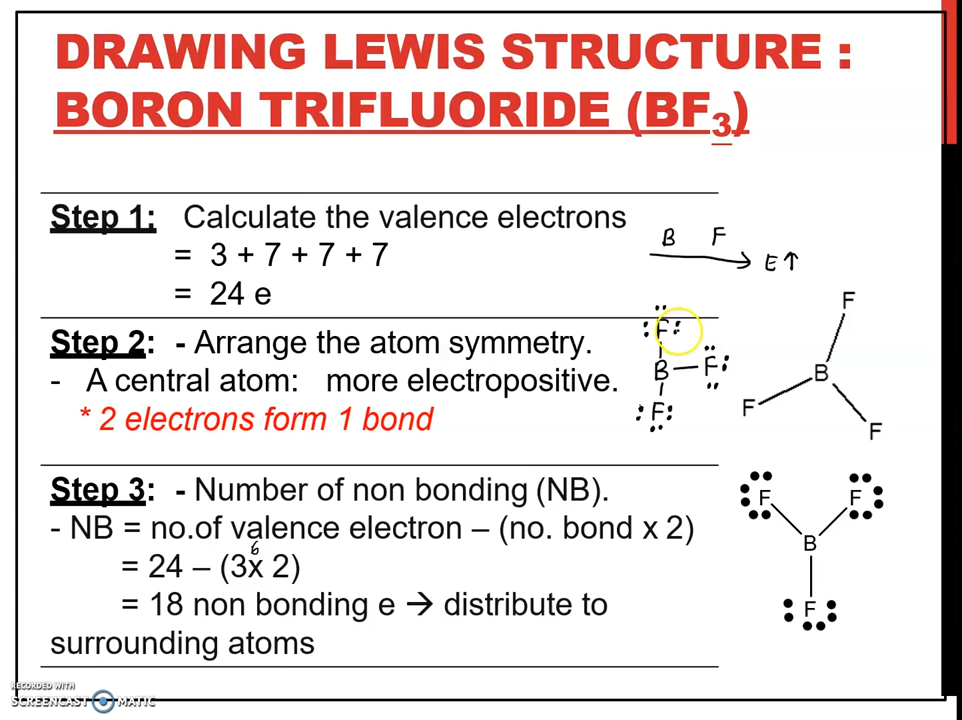 DRAWING LEWIS STRUCTURE :
BORON TRIFLUORIDE (BF3)
Step 1: Calculate the valence electrons
= 3 + 7 + 7 + 7
= 24 e
B F
E↑
Step 2: - Arrange the atom symmetry.
- A central atom: more electropositive.
* 2 electrons form 1 bond
F
B — F
F
F
B
F
F
Step 3: - Number of non bonding (NB).
- NB = no.of valence electron – (no. bond x 2)
6
= 24 – (3x 2)
= 18 non bonding e → distribute to
surrounding atoms
F F
B
F
RECORDED WITH
SCREENCAST MATIC